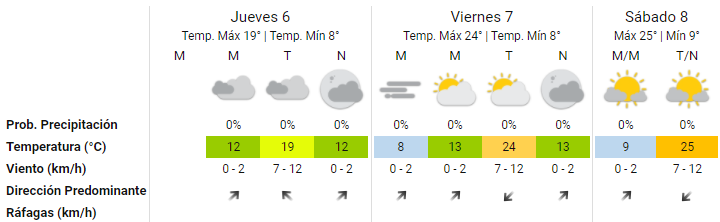 Jueves 6 Viernes 7 Sábado 8
Temp. Máx 19° | Temp. Mín 8° Temp. Máx 24° | Temp. Mín 8° Máx 25° | Mín 9°
M M T N M M T N M/M T/N
Prob. Precipitación 0% 0% 0% 0% 0% 0% 0% 0% 0%
Temperatura (°C) 12 19 12 8 13 24 13 9 25
Viento (km/h) 0 - 2 7 - 12 0 - 2 0 - 2 0 - 2 7 - 12 0 - 2 0 - 2 7 - 12
Dirección Predominante
Ráfagas (km/h)